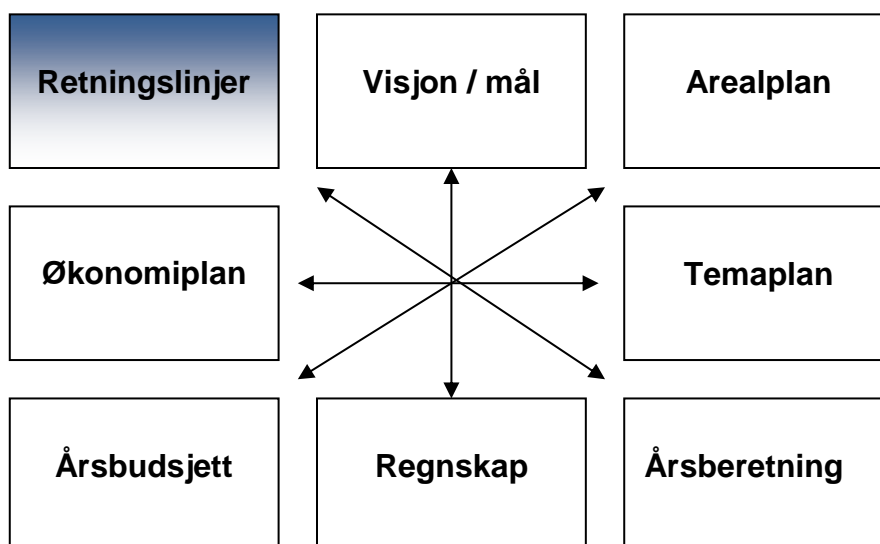 Retningslinjer
Visjon / mål
Arealplan
Økonomiplan
Temaplan
Årsbudsjett
Regnskap
Årsberetning